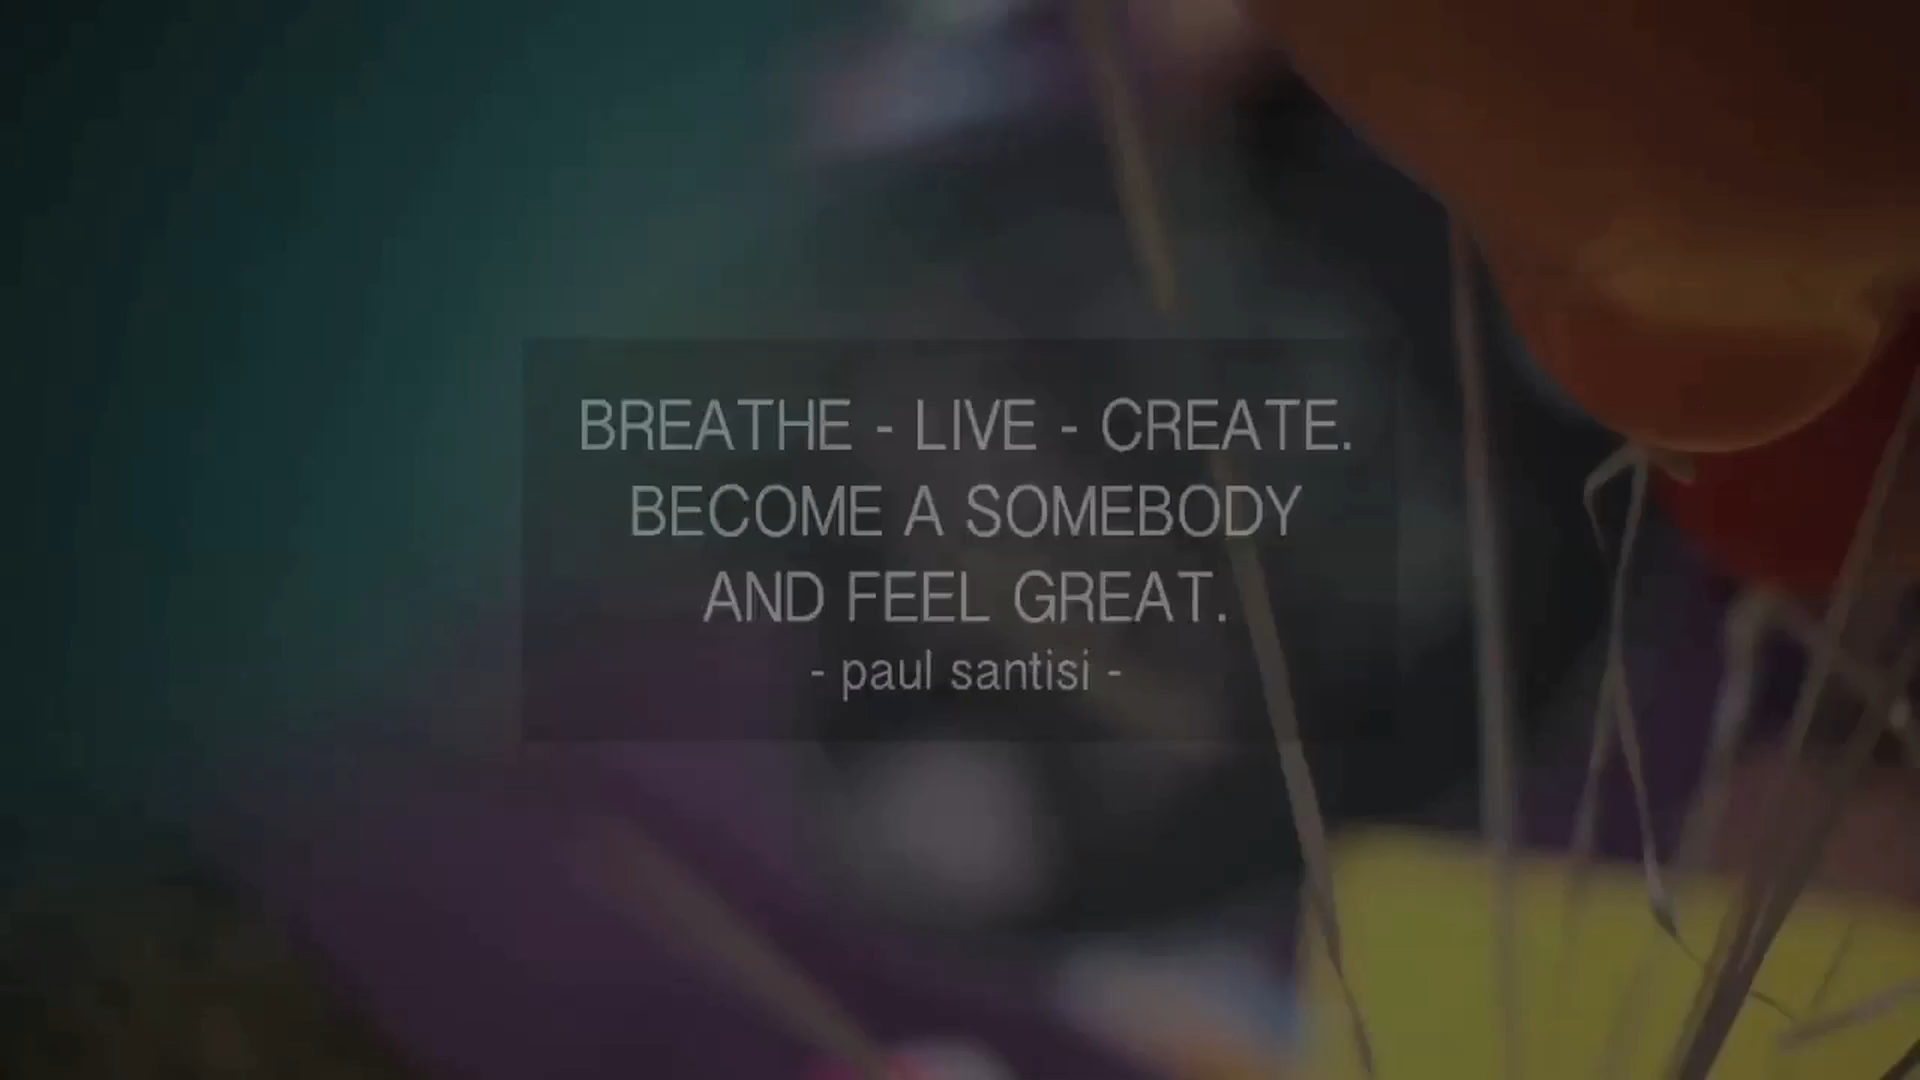 BREATHE - LIVE - CREATE.
BECOME A SOMEBODY
AND FEEL GREAT.
- paul santisi -